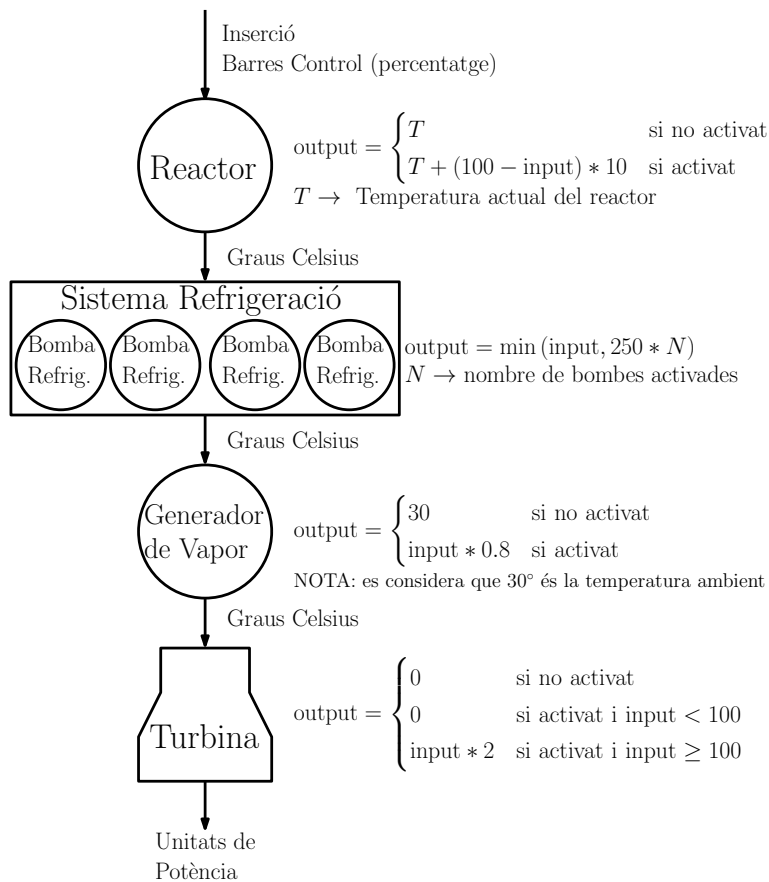 Inserció
Barres Control (percentatge)
Reactor
output = { T si no activat
T + (100 − input) ∗ 10 si activat
T → Temperatura actual del reactor
Graus Celsius
Sistema Refrigeració
Bomba Bomba Bomba Bomba
Refrig. Refrig. Refrig. Refrig.
output = min (input, 250 ∗ N)
N → nombre de bombes activades
Graus Celsius
Generador
de Vapor
output = { 30 si no activat
input ∗ 0.8 si activat
NOTA: es considera que 30° és la temperatura ambient
Graus Celsius
Turbina
output = { 0 si no activat
0 si activat i input < 100
input ∗ 2 si activat i input ≥ 100
Unitats de
Potència